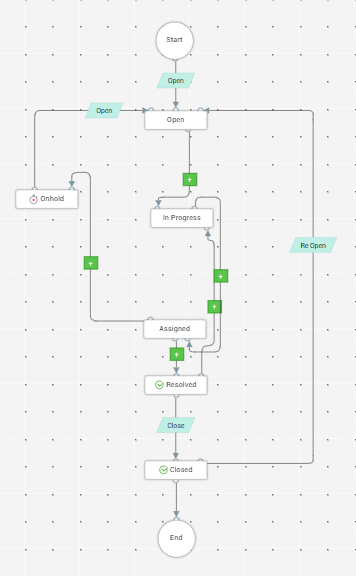 Start
Open
Open
Open
Onhold
+
In Progress
Re Open
+
+
+
Assigned
+
Resolved
Close
Closed
End